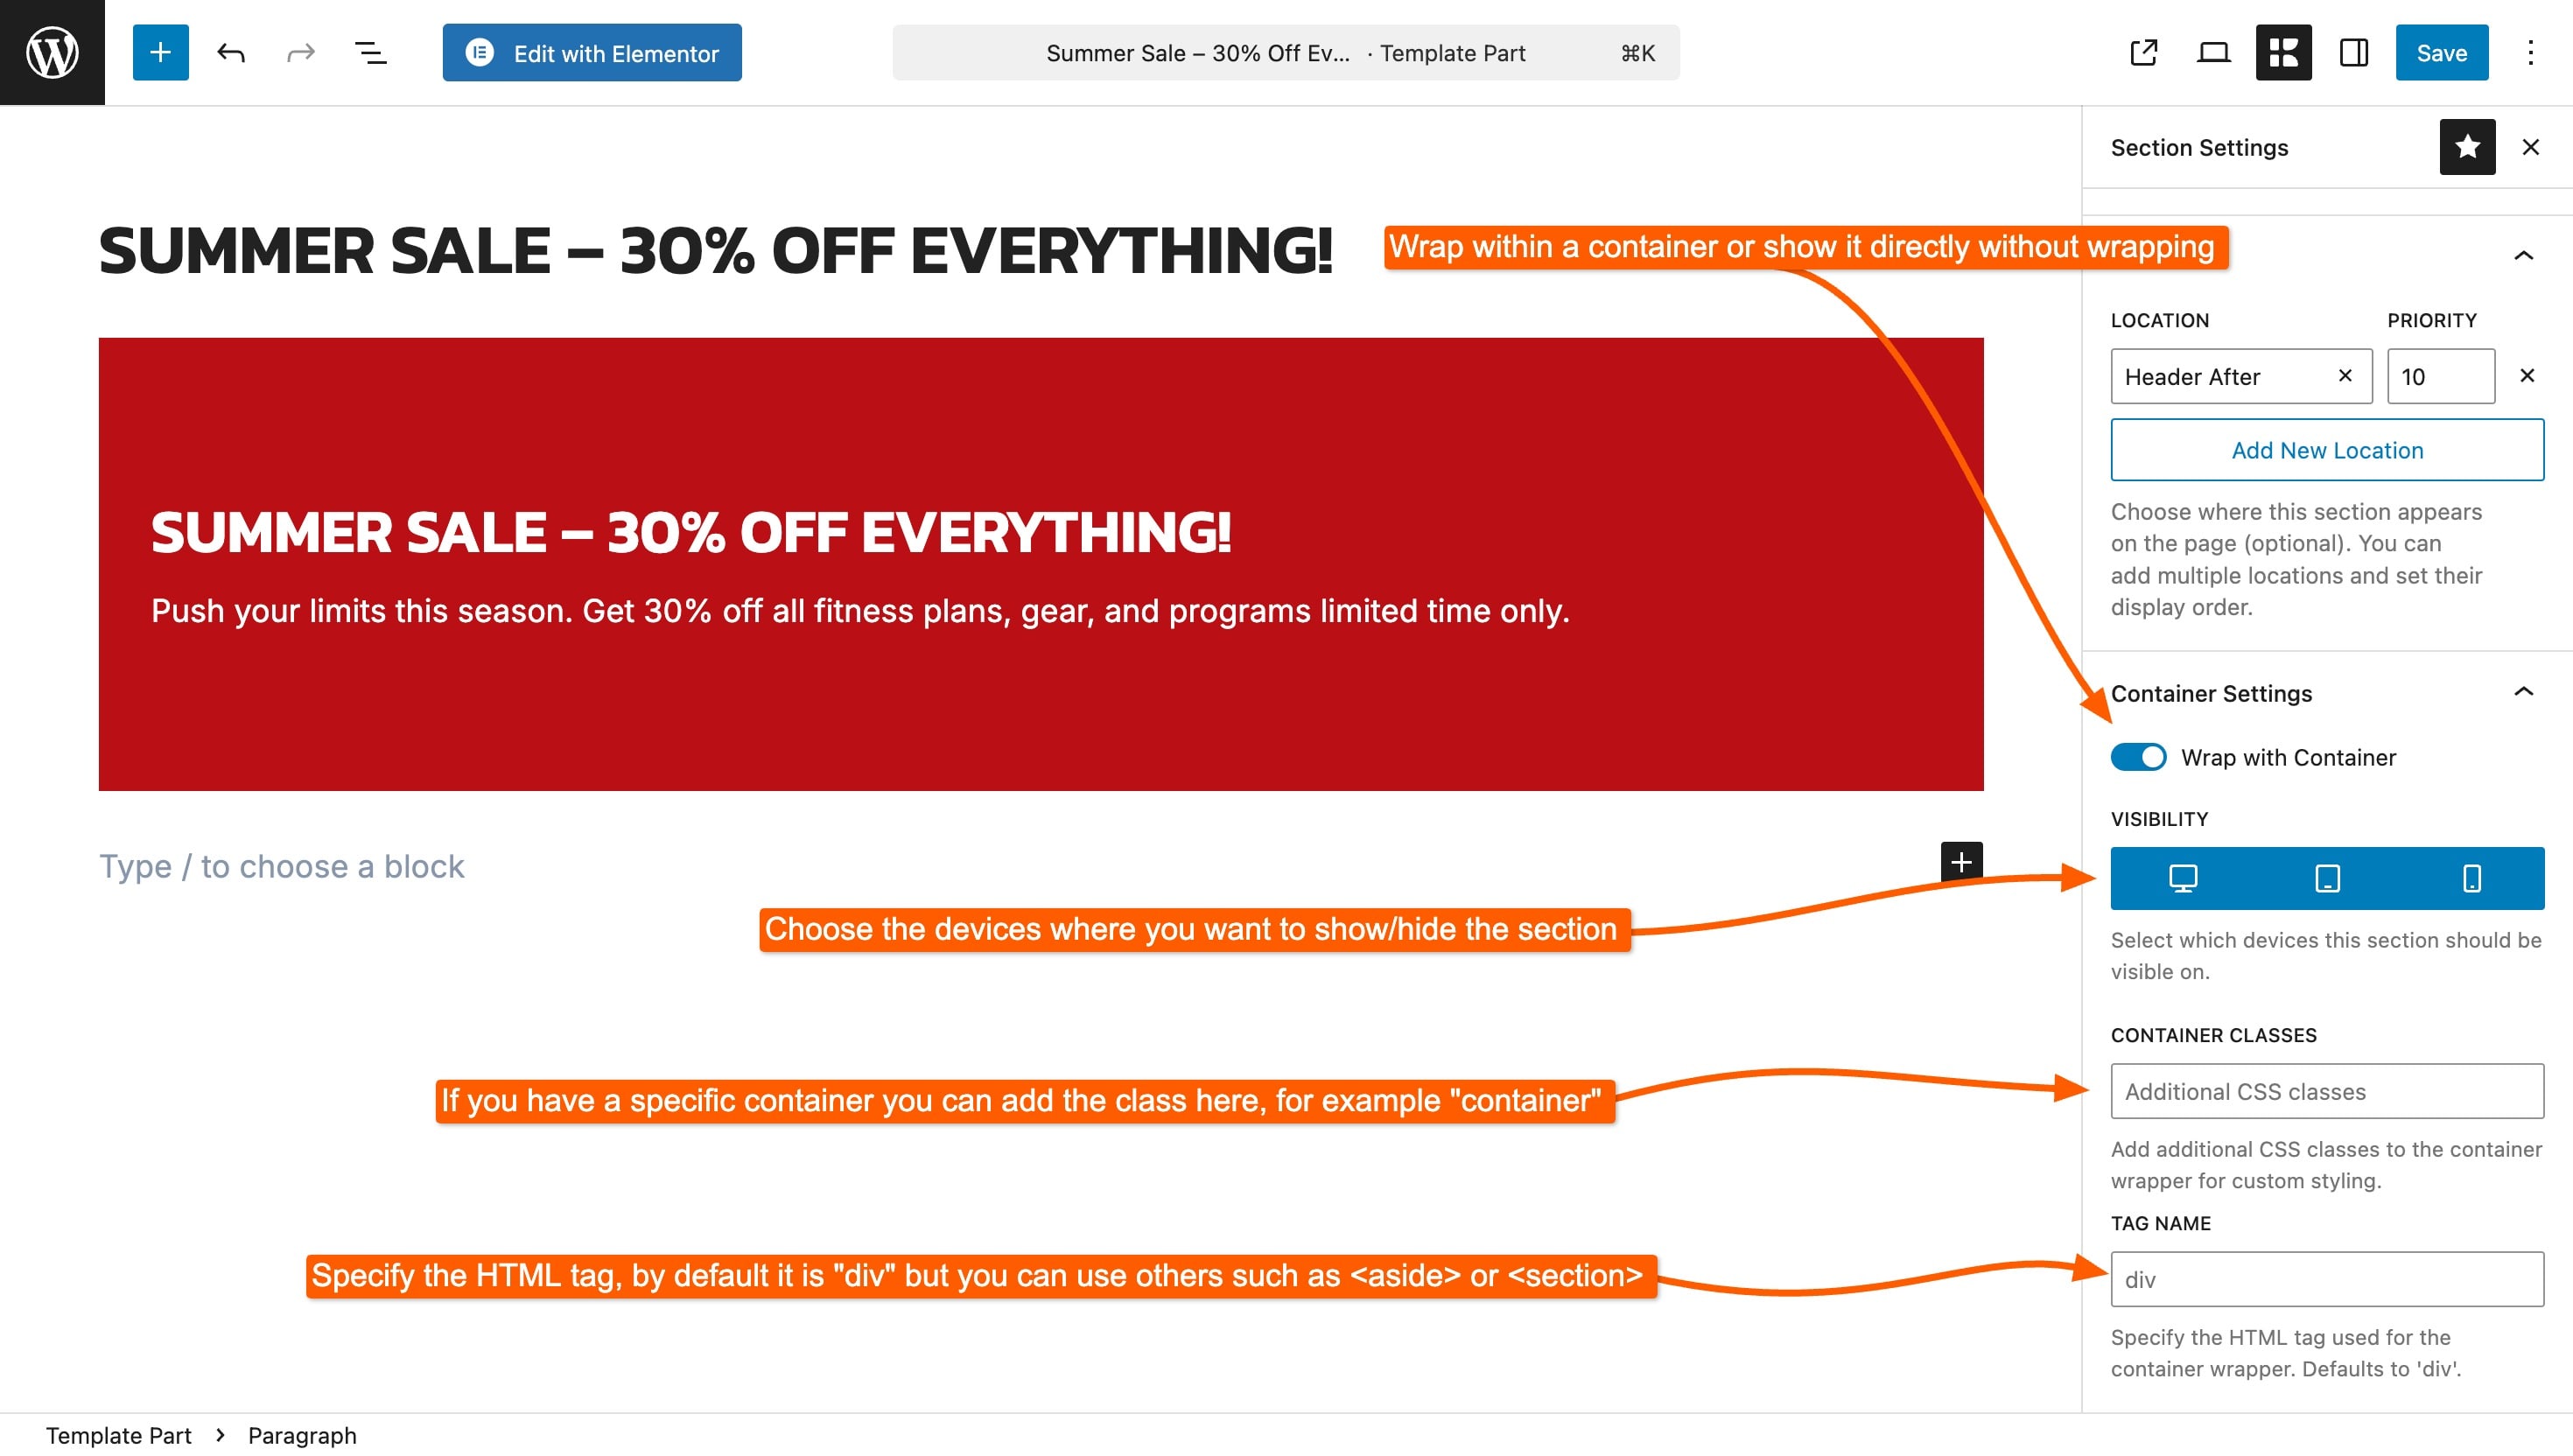 Edit with Elementor
Summer Sale – 30% Off Ev... · Template Part ⌘K
Save
Section Settings
SUMMER SALE – 30% OFF EVERYTHING!
Wrap within a container or show it directly without wrapping
LOCATION PRIORITY
Header After 10
Add New Location
Choose where this section appears
on the page (optional). You can
add multiple locations and set their
display order.
SUMMER SALE – 30% OFF EVERYTHING!
Push your limits this season. Get 30% off all fitness plans, gear, and programs limited time only.
Container Settings
Wrap with Container
VISIBILITY
Type / to choose a block
Choose the devices where you want to show/hide the section
Select which devices this section should be
visible on.
CONTAINER CLASSES
If you have a specific container you can add the class here, for example "container"
Additional CSS classes
Add additional CSS classes to the container
wrapper for custom styling.
TAG NAME
Specify the HTML tag, by default it is "div" but you can use others such as <aside> or <section>
div
Specify the HTML tag used for the
container wrapper. Defaults to 'div'.
Template Part › Paragraph